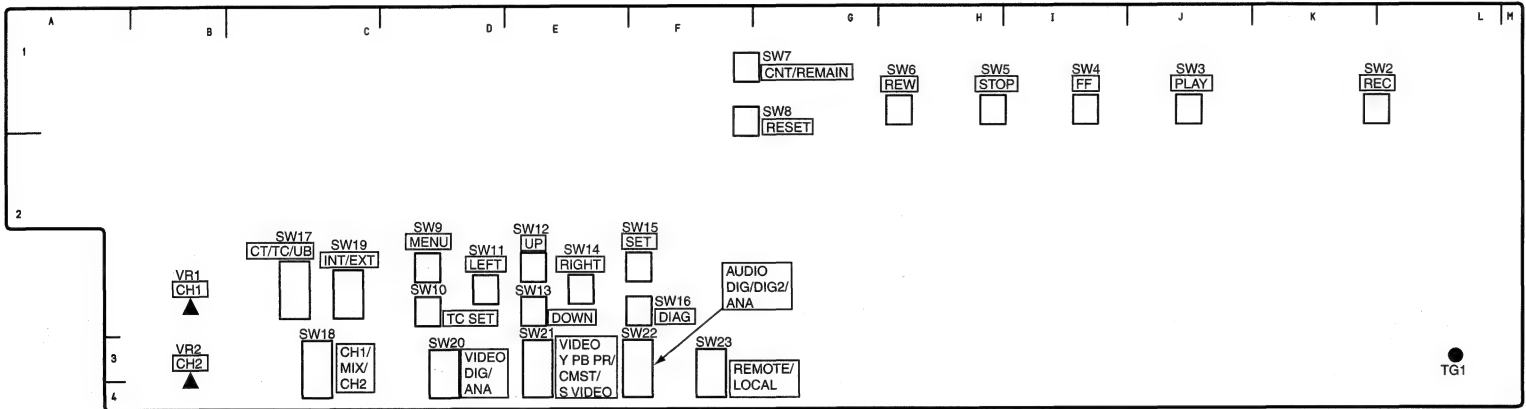 A B C D E F G H I J K L M
1
SW7
CNT/REMAIN
SW6
REW
SW5
STOP
SW4
FF
SW3
PLAY
SW2
REC
SW8
RESET
2
SW17
CT/TC/UB
SW19
INT/EXT
SW9
MENU
SW11
LEFT
SW12
UP
SW14
RIGHT
SW15
SET
VR1
CH1
SW10
TC SET
SW13
DOWN
SW16
DIAG
AUDIO
DIG/DIG2/
ANA
3
VR2
CH2
SW18
CH1/
MIX/
CH2
SW20
VIDEO
DIG/
ANA
SW21
VIDEO
Y PB PR/
CMST/
S VIDEO
SW22
SW23
REMOTE/
LOCAL
TG1
4